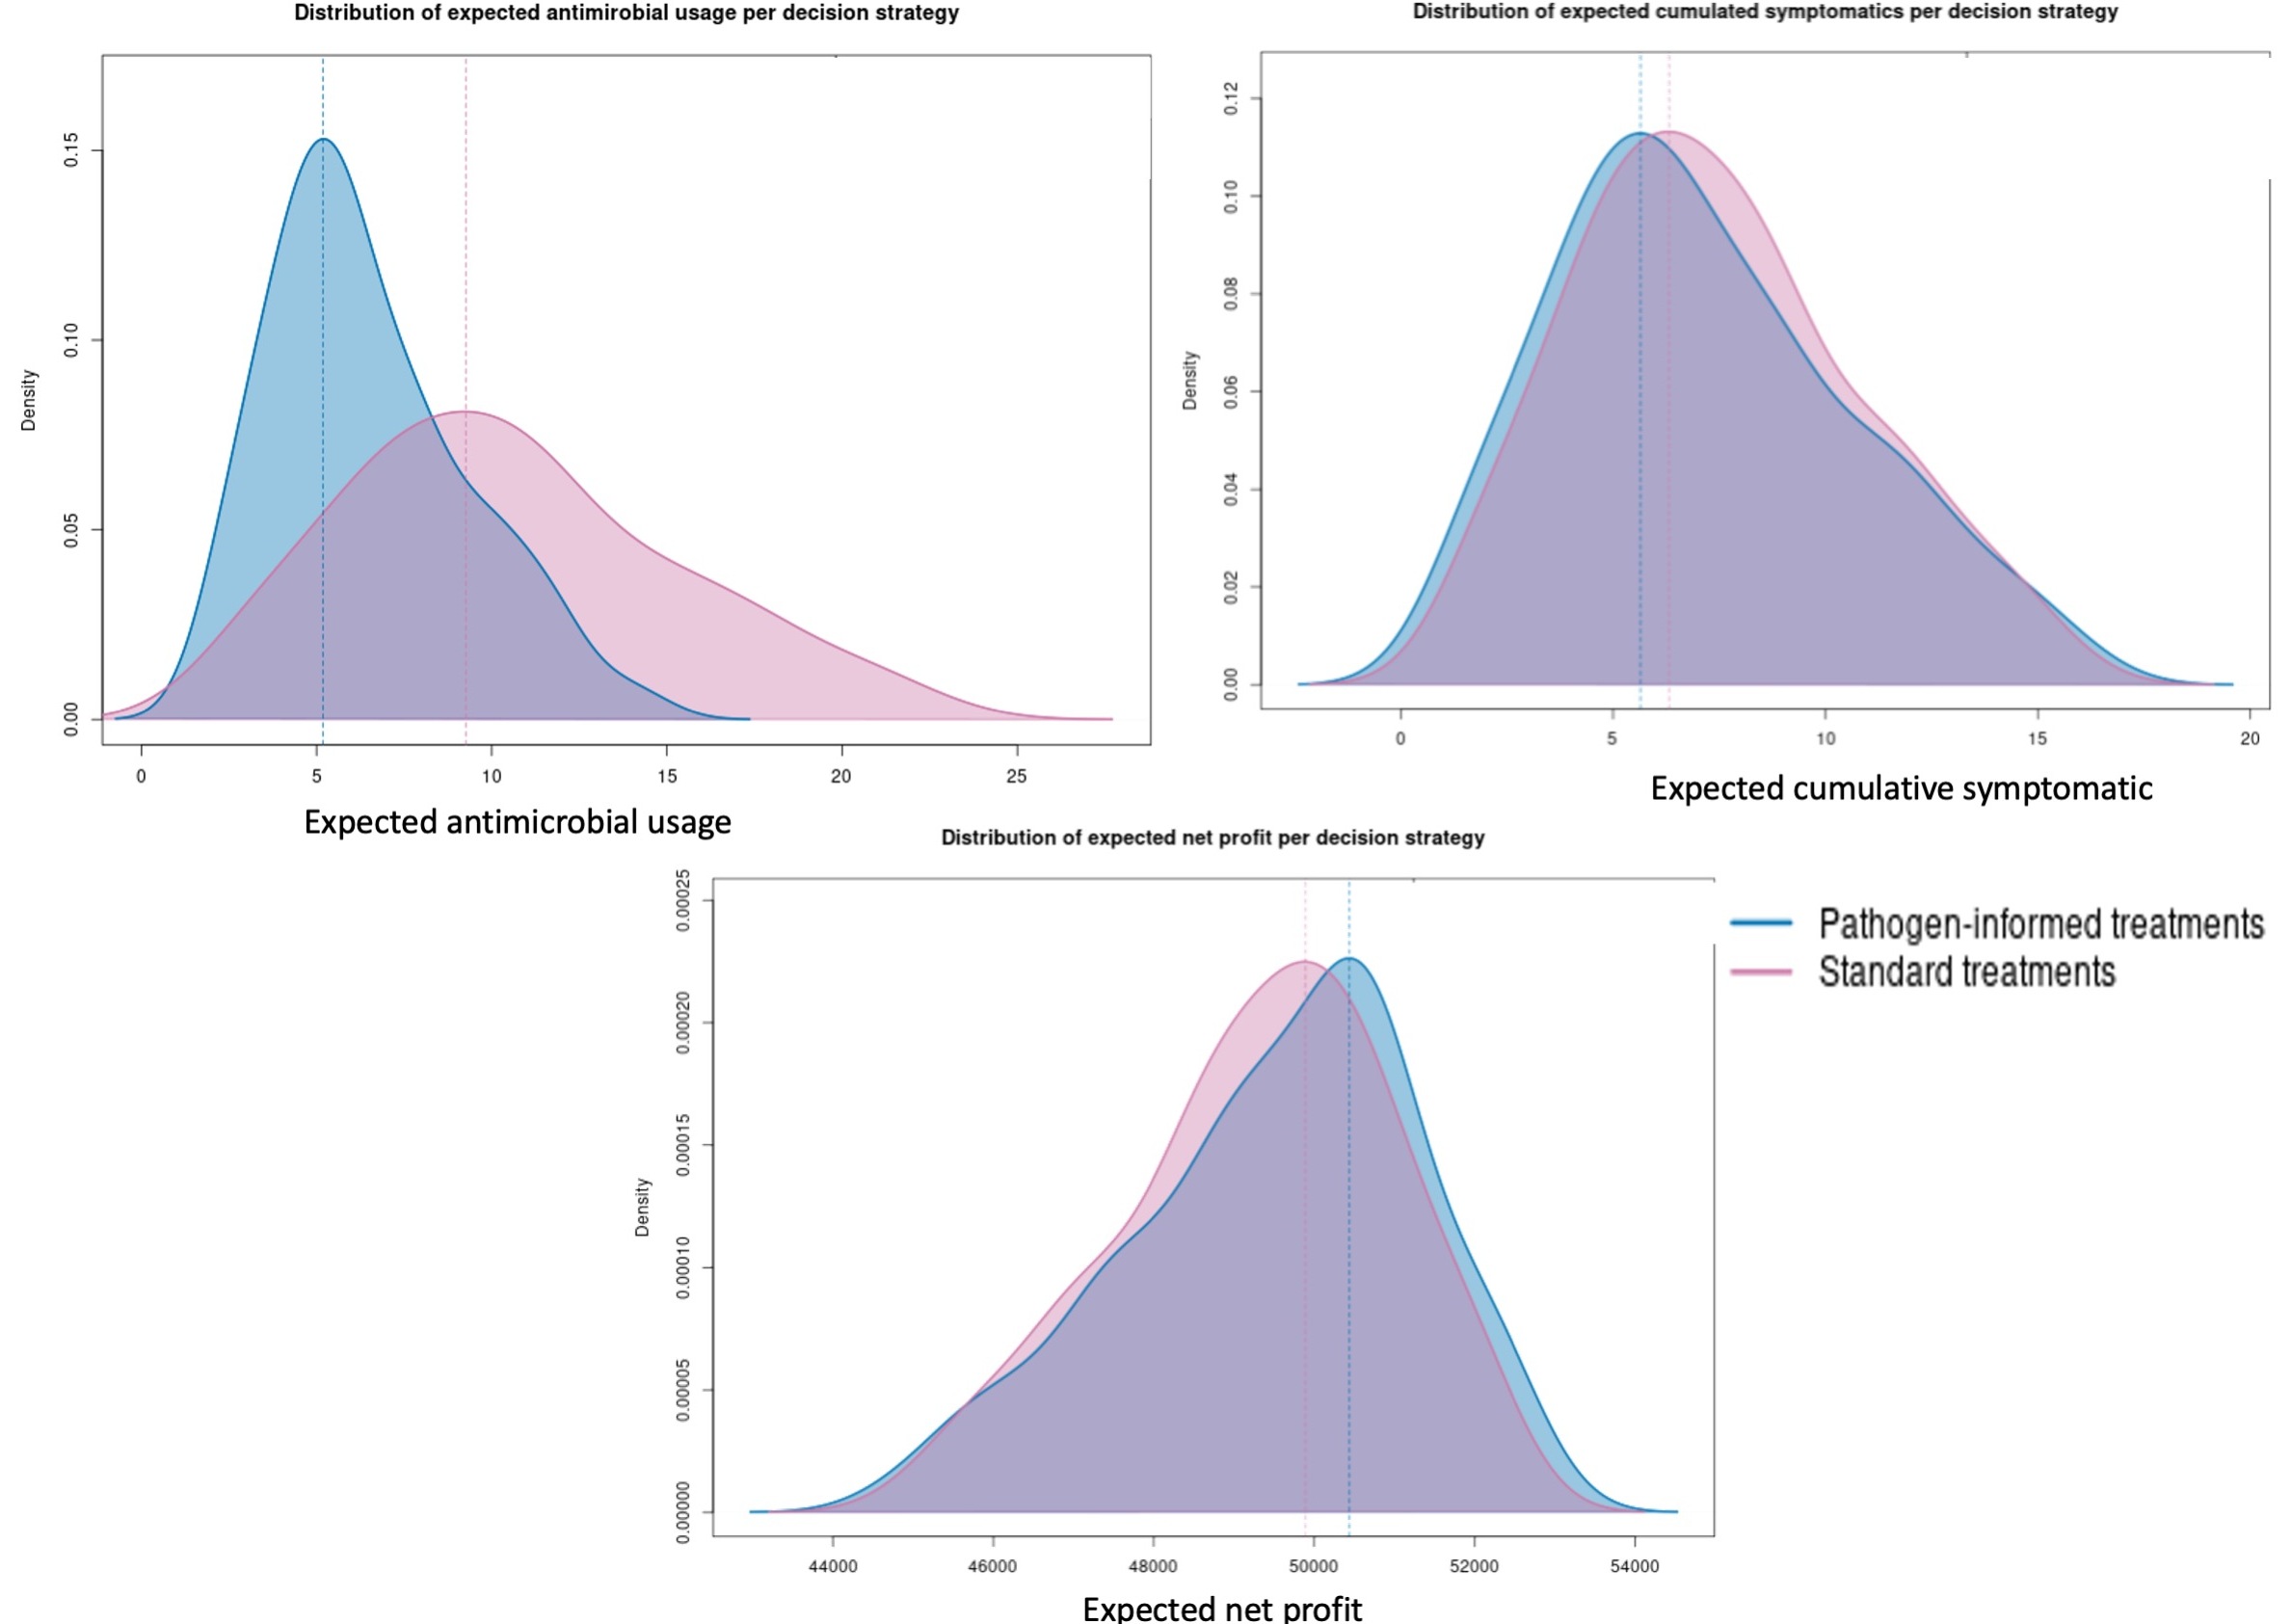 Distribution of expected antimirobial usage per decision strategy
Density
0.15
0.10
0.05
0.00
0 5 10 15 20 25
Expected antimicrobial usage
Distribution of expected cumulated symptomatics per decision strategy
Density
0.12
0.10
0.08
0.06
0.04
0.02
0.00
0 5 10 15 20
Expected cumulative symptomatic
Distribution of expected net profit per decision strategy
Density
0.00025
0.00020
0.00015
0.00010
0.00005
0.00000
44000 46000 48000 50000 52000 54000
Expected net profit
Pathogen-informed treatments
Standard treatments